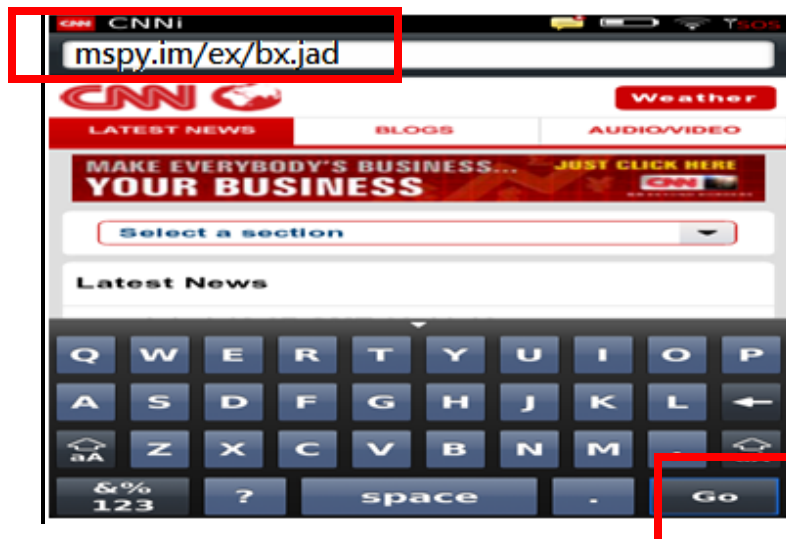 CNN CNNi SOS
mspy.im/ex/bx.jad
CNN Weather
LATEST NEWS BLOGS AUDIO/VIDEO
MAKE EVERYBODY'S BUSINESS... JUST CLICK HERE
YOUR BUSINESS CNN
Select a section
Latest News
Q W E R T Y U I O P
A S D F G H J K L
aA Z X C V B N M .
&%
123 ? space . Go